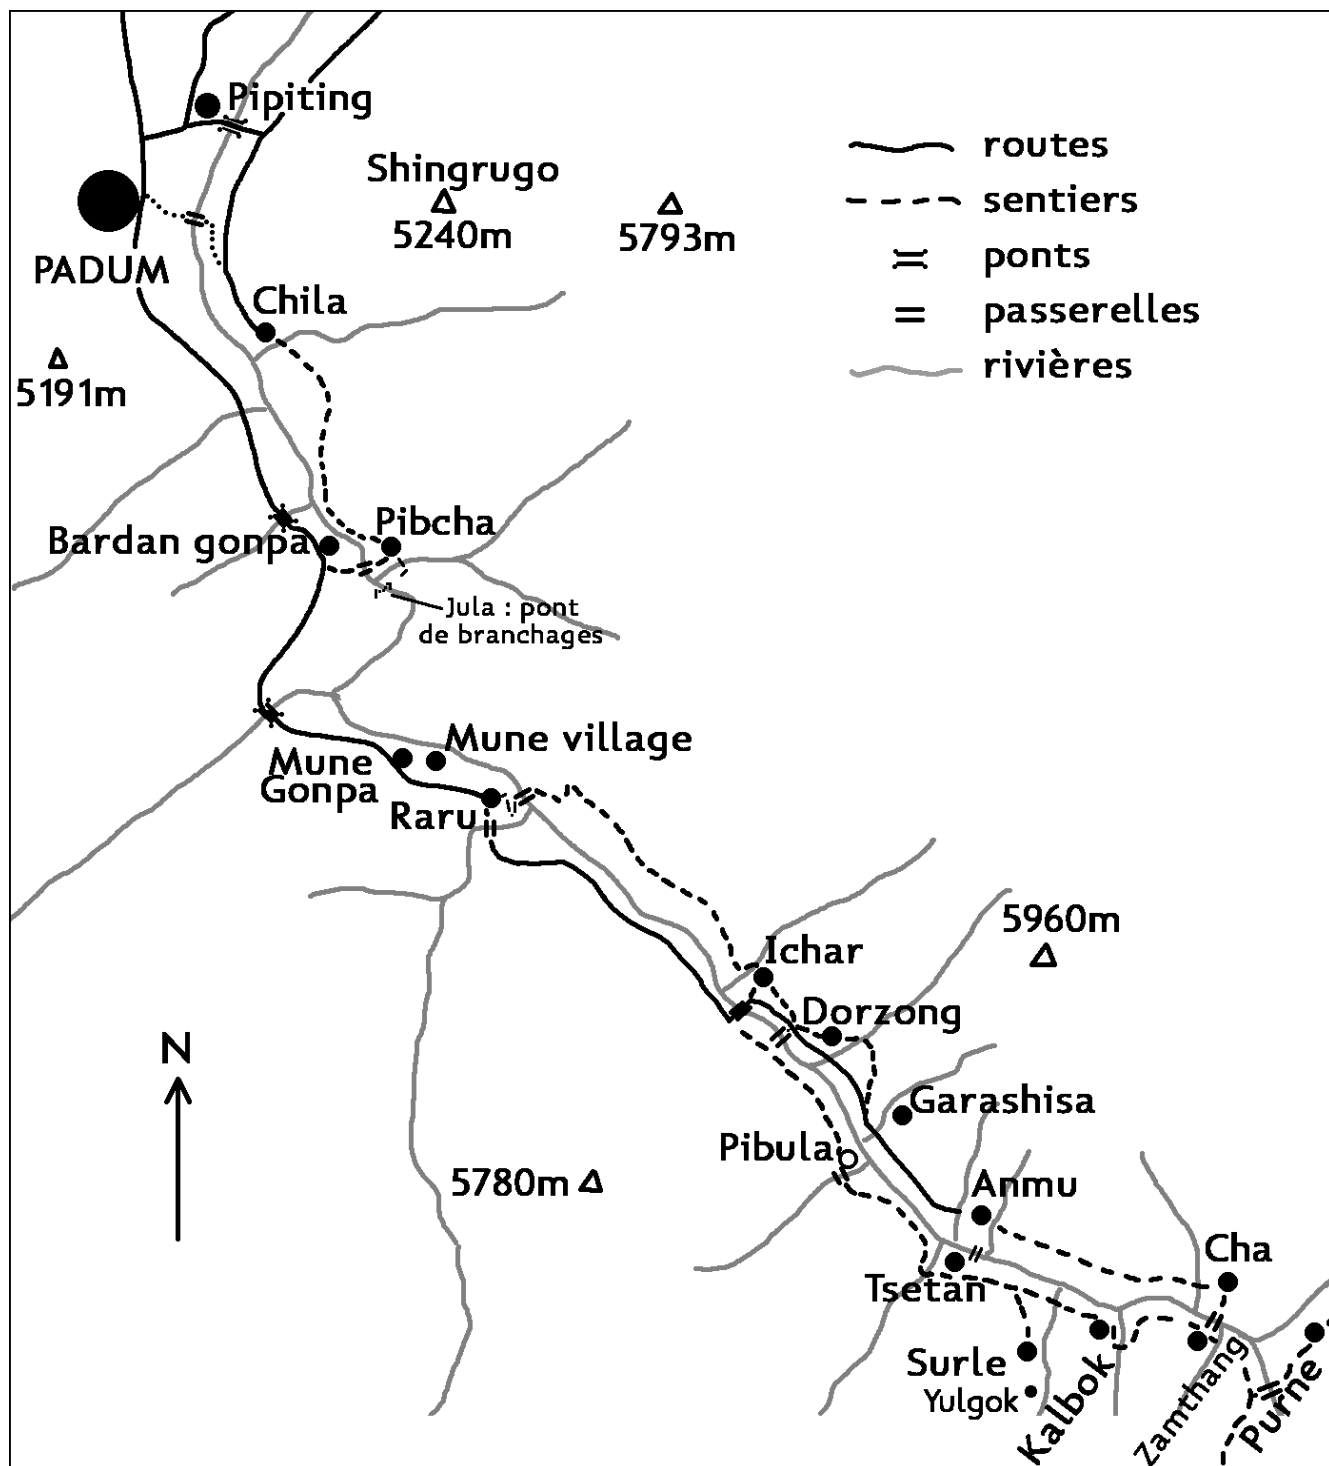 Pipiting
routes
Shingrugo
sentiers
5240m
5793m
ponts
PADUM
Chila
passerelles
rivières
5191m
Bardan gonpa
Pibcha
Jula : pont
de branchages
Mune village
Mune
Gonpa
Raru
5960m
Ichar
Dorzong
N
Garashisa
Pibula
5780m
Anmu
Cha
Tsetan
Surle
Yulgok
Kalbok
Zamthang
Purne